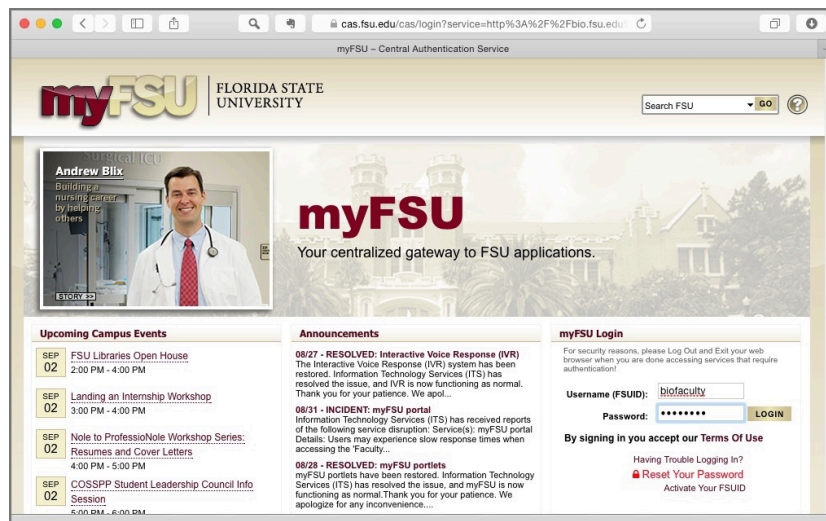 cas.fsu.edu/cas/login?service=http%3A%2F%2Fbio.fsu.edu
myFSU – Central Authentication Service
myFSU
FLORIDA STATE
UNIVERSITY
Search FSU
GO
?
Surgical ICU
Andrew Blix
Building a
nursing career
by helping
others
STORY >>
myFSU
Your centralized gateway to FSU applications.
Upcoming Campus Events
SEP
02
FSU Libraries Open House
2:00 PM - 4:00 PM
SEP
02
Landing an Internship Workshop
3:00 PM - 4:00 PM
SEP
02
Nole to ProfessioNole Workshop Series:
Resumes and Cover Letters
4:00 PM - 5:00 PM
SEP
02
COSSPP Student Leadership Council Info
Session
5:00 PM - 6:00 PM
Announcements
08/27 - RESOLVED: Interactive Voice Response (IVR)
The Interactive Voice Response (IVR) system has been
restored. Information Technology Services (ITS) has
resolved the issue, and IVR is now functioning as normal.
Thank you for your patience. We apol...
08/31 - INCIDENT: myFSU portal
Information Technology Services (ITS) has received reports
of the following service disruption: Service(s): myFSU portal
Details: Users may experience slow response times when
accessing the 'Faculty...
08/28 - RESOLVED: myFSU portlets
myFSU portlets have been restored. Information Technology
Services (ITS) has resolved the issue, and myFSU is now
functioning as normal.Thank you for your patience. We
apologize for any inconvenience....
myFSU Login
For security reasons, please Log Out and Exit your web
browser when you are done accessing services that require
authentication!
Username (FSUID): biofaculty
Password: ••••••••
LOGIN
By signing in you accept our Terms Of Use
Having Trouble Logging In?
Reset Your Password
Activate Your FSUID